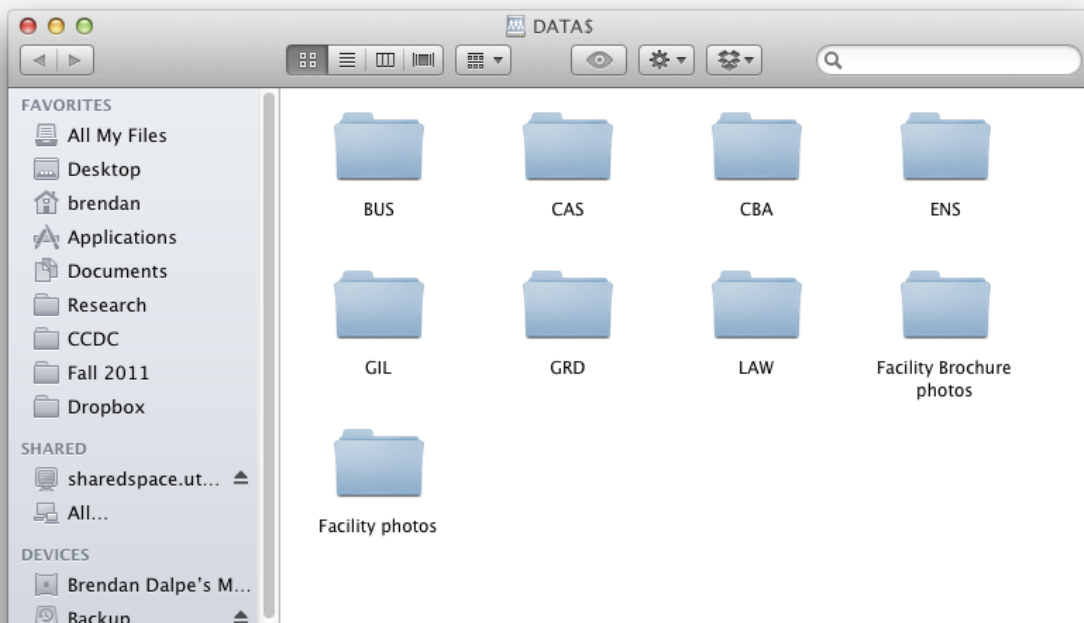 DATA$
FAVORITES
All My Files
Desktop
brendan
Applications
Documents
Research
CCDC
Fall 2011
Dropbox
SHARED
sharedspace.ut...
All...
DEVICES
Brendan Dalpe's M...
Backup
BUS
CAS
CBA
ENS
GIL
GRD
LAW
Facility Brochure
photos
Facility photos